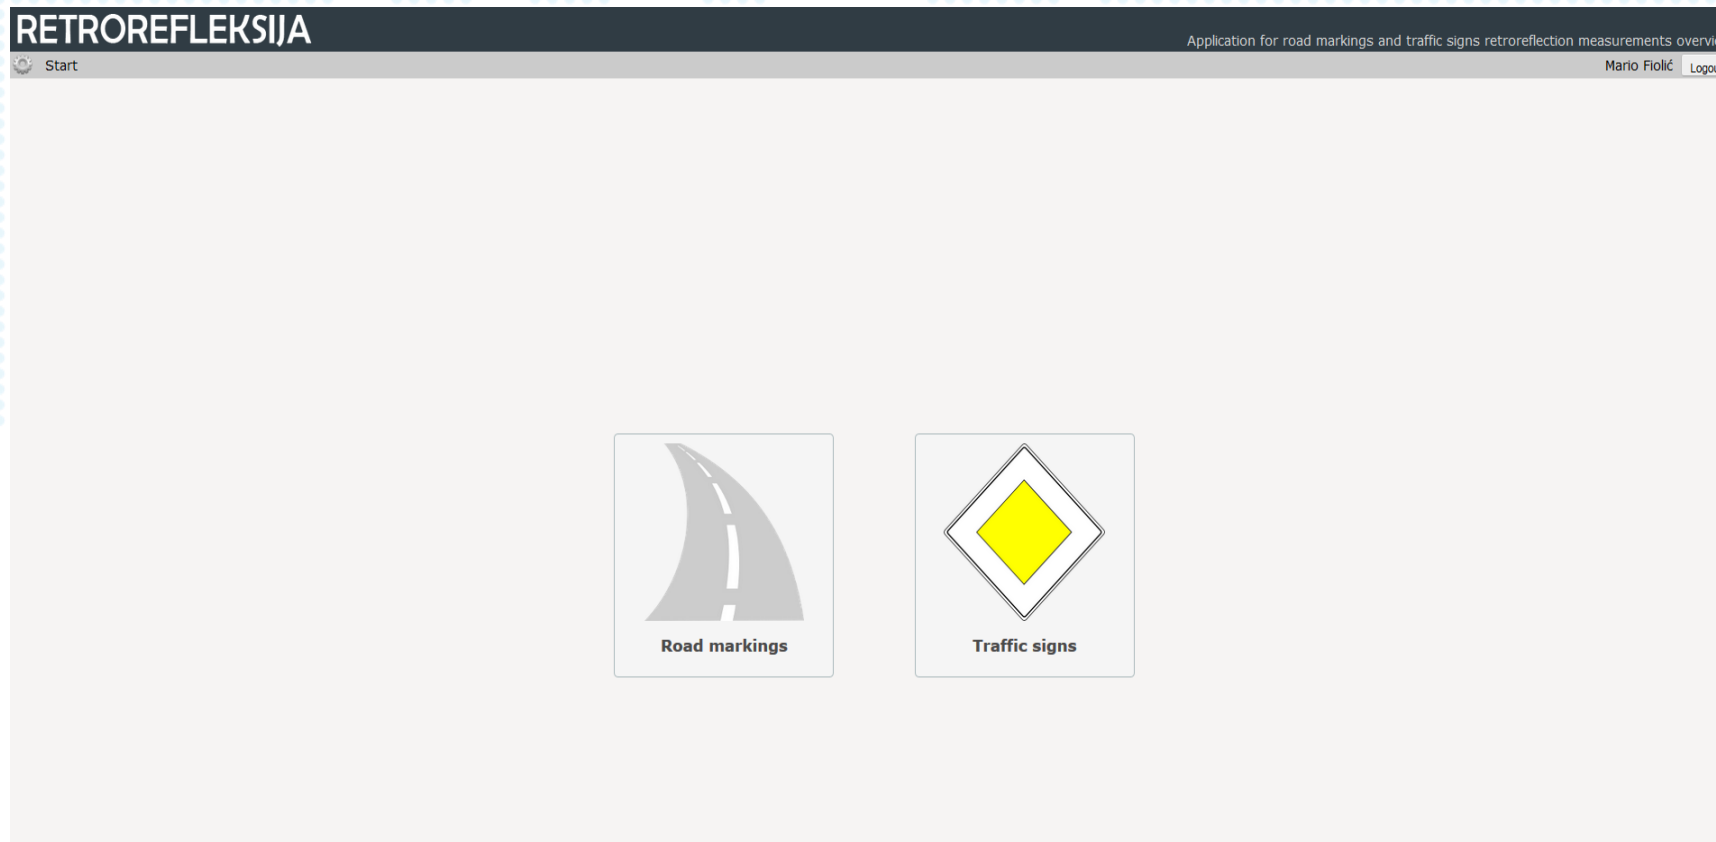 RETROREFLEKSIJA
Application for road markings and traffic signs retroreflection measurements
Start
Mario Fiolić
Road markings
Traffic signs